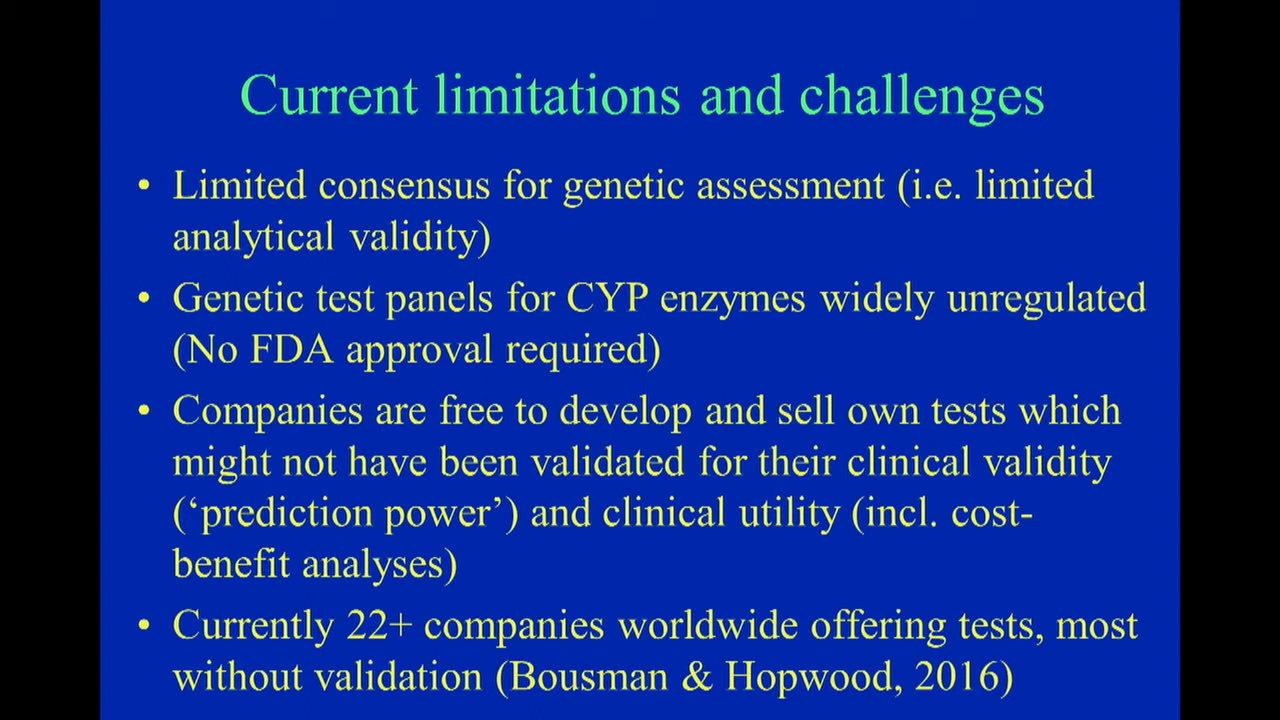 Current limitations and challenges
• Limited consensus for genetic assessment (i.e. limited
analytical validity)
• Genetic test panels for CYP enzymes widely unregulated
(No FDA approval required)
• Companies are free to develop and sell own tests which
might not have been validated for their clinical validity
(‘prediction power’) and clinical utility (incl. cost-
benefit analyses)
• Currently 22+ companies worldwide offering tests, most
without validation (Bousman & Hopwood, 2016)